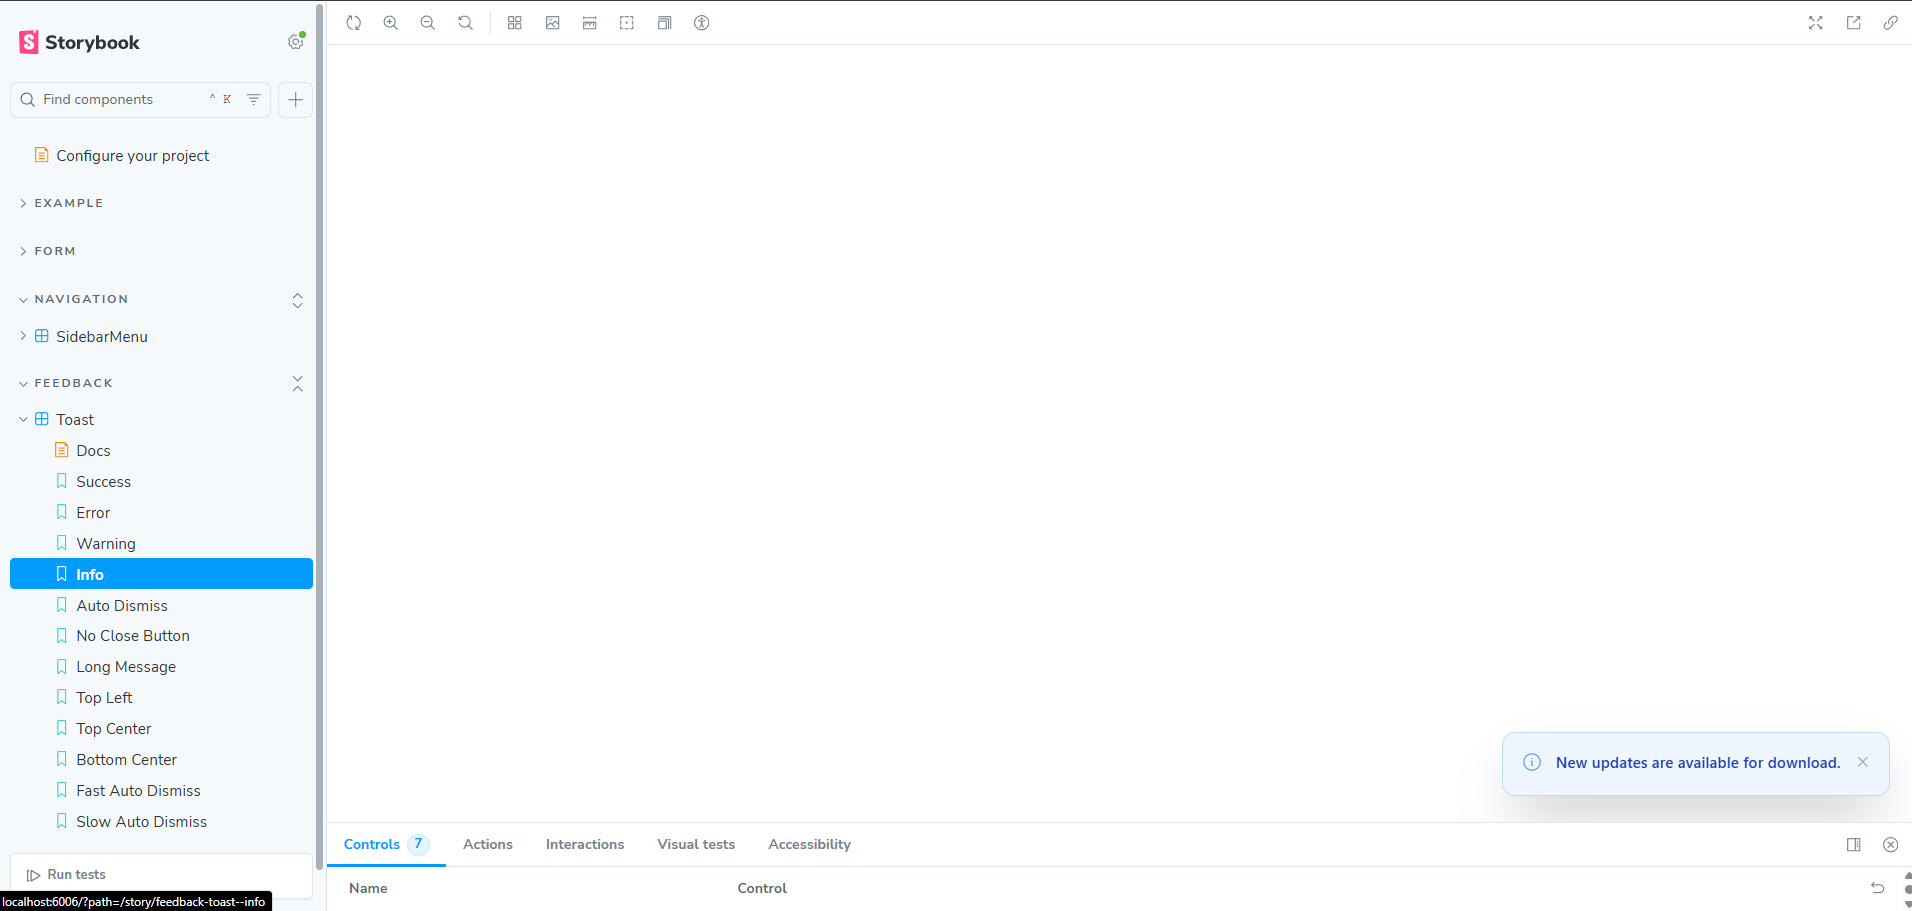 Storybook
Find components
^ K
Configure your project
EXAMPLE
FORM
NAVIGATION
SidebarMenu
FEEDBACK
Toast
Docs
Success
Error
Warning
Info
Auto Dismiss
No Close Button
Long Message
Top Left
Top Center
Bottom Center
Fast Auto Dismiss
Slow Auto Dismiss
Run tests
localhost:6006/?path=/story/feedback-toast--info
New updates are available for download.
Controls 7 Actions Interactions Visual tests Accessibility
Name Control